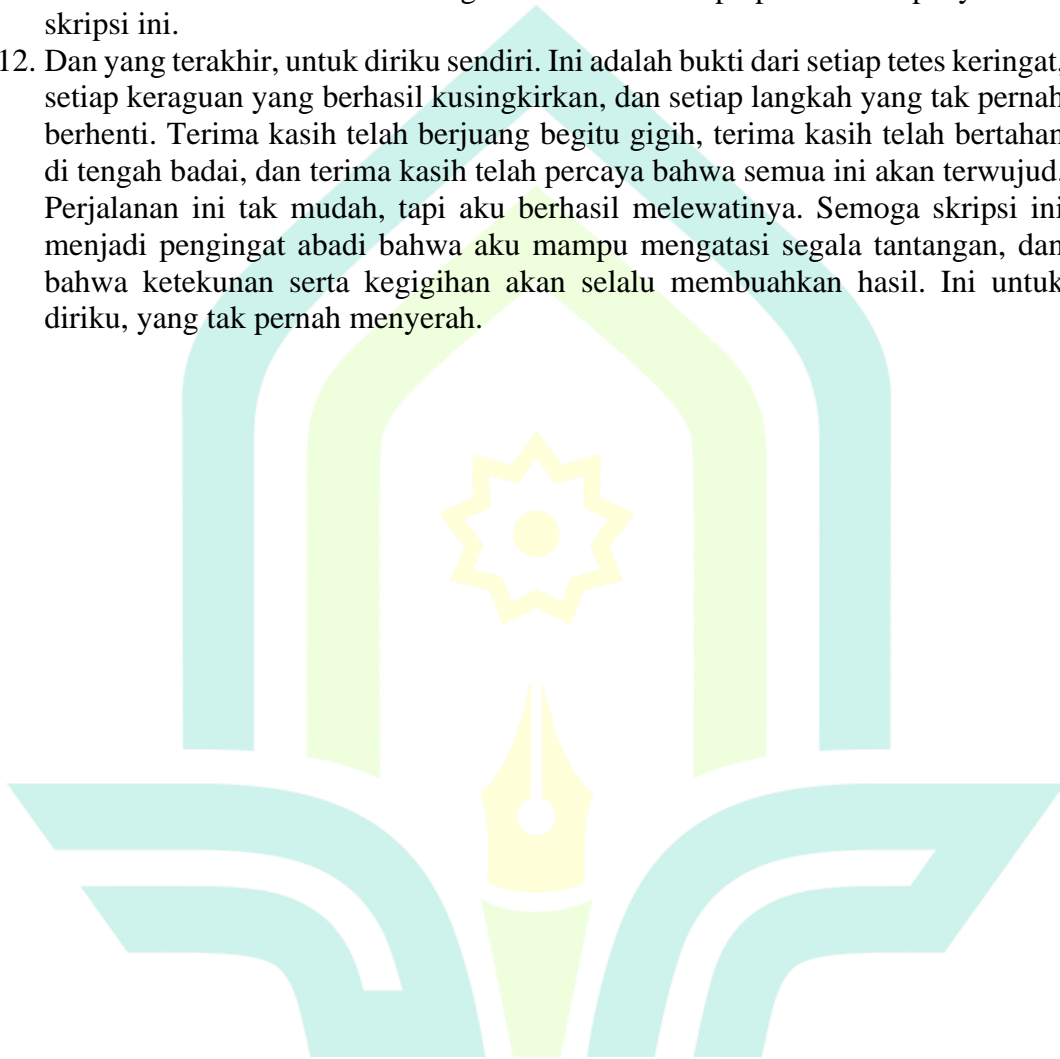 skripsi ini.
12. Dan yang terakhir, untuk diriku sendiri. Ini adalah bukti dari setiap tetes keringat,
setiap keraguan yang berhasil kusingkirkan, dan setiap langkah yang tak pernah
berhenti. Terima kasih telah berjuang begitu gigih, terima kasih telah bertahan
di tengah badai, dan terima kasih telah percaya bahwa semua ini akan terwujud.
Perjalanan ini tak mudah, tapi aku berhasil melewatinya. Semoga skripsi ini
menjadi pengingat abadi bahwa aku mampu mengatasi segala tantangan, dan
bahwa ketekunan serta kegigihan akan selalu membuahkan hasil. Ini untuk
diriku, yang tak pernah menyerah.